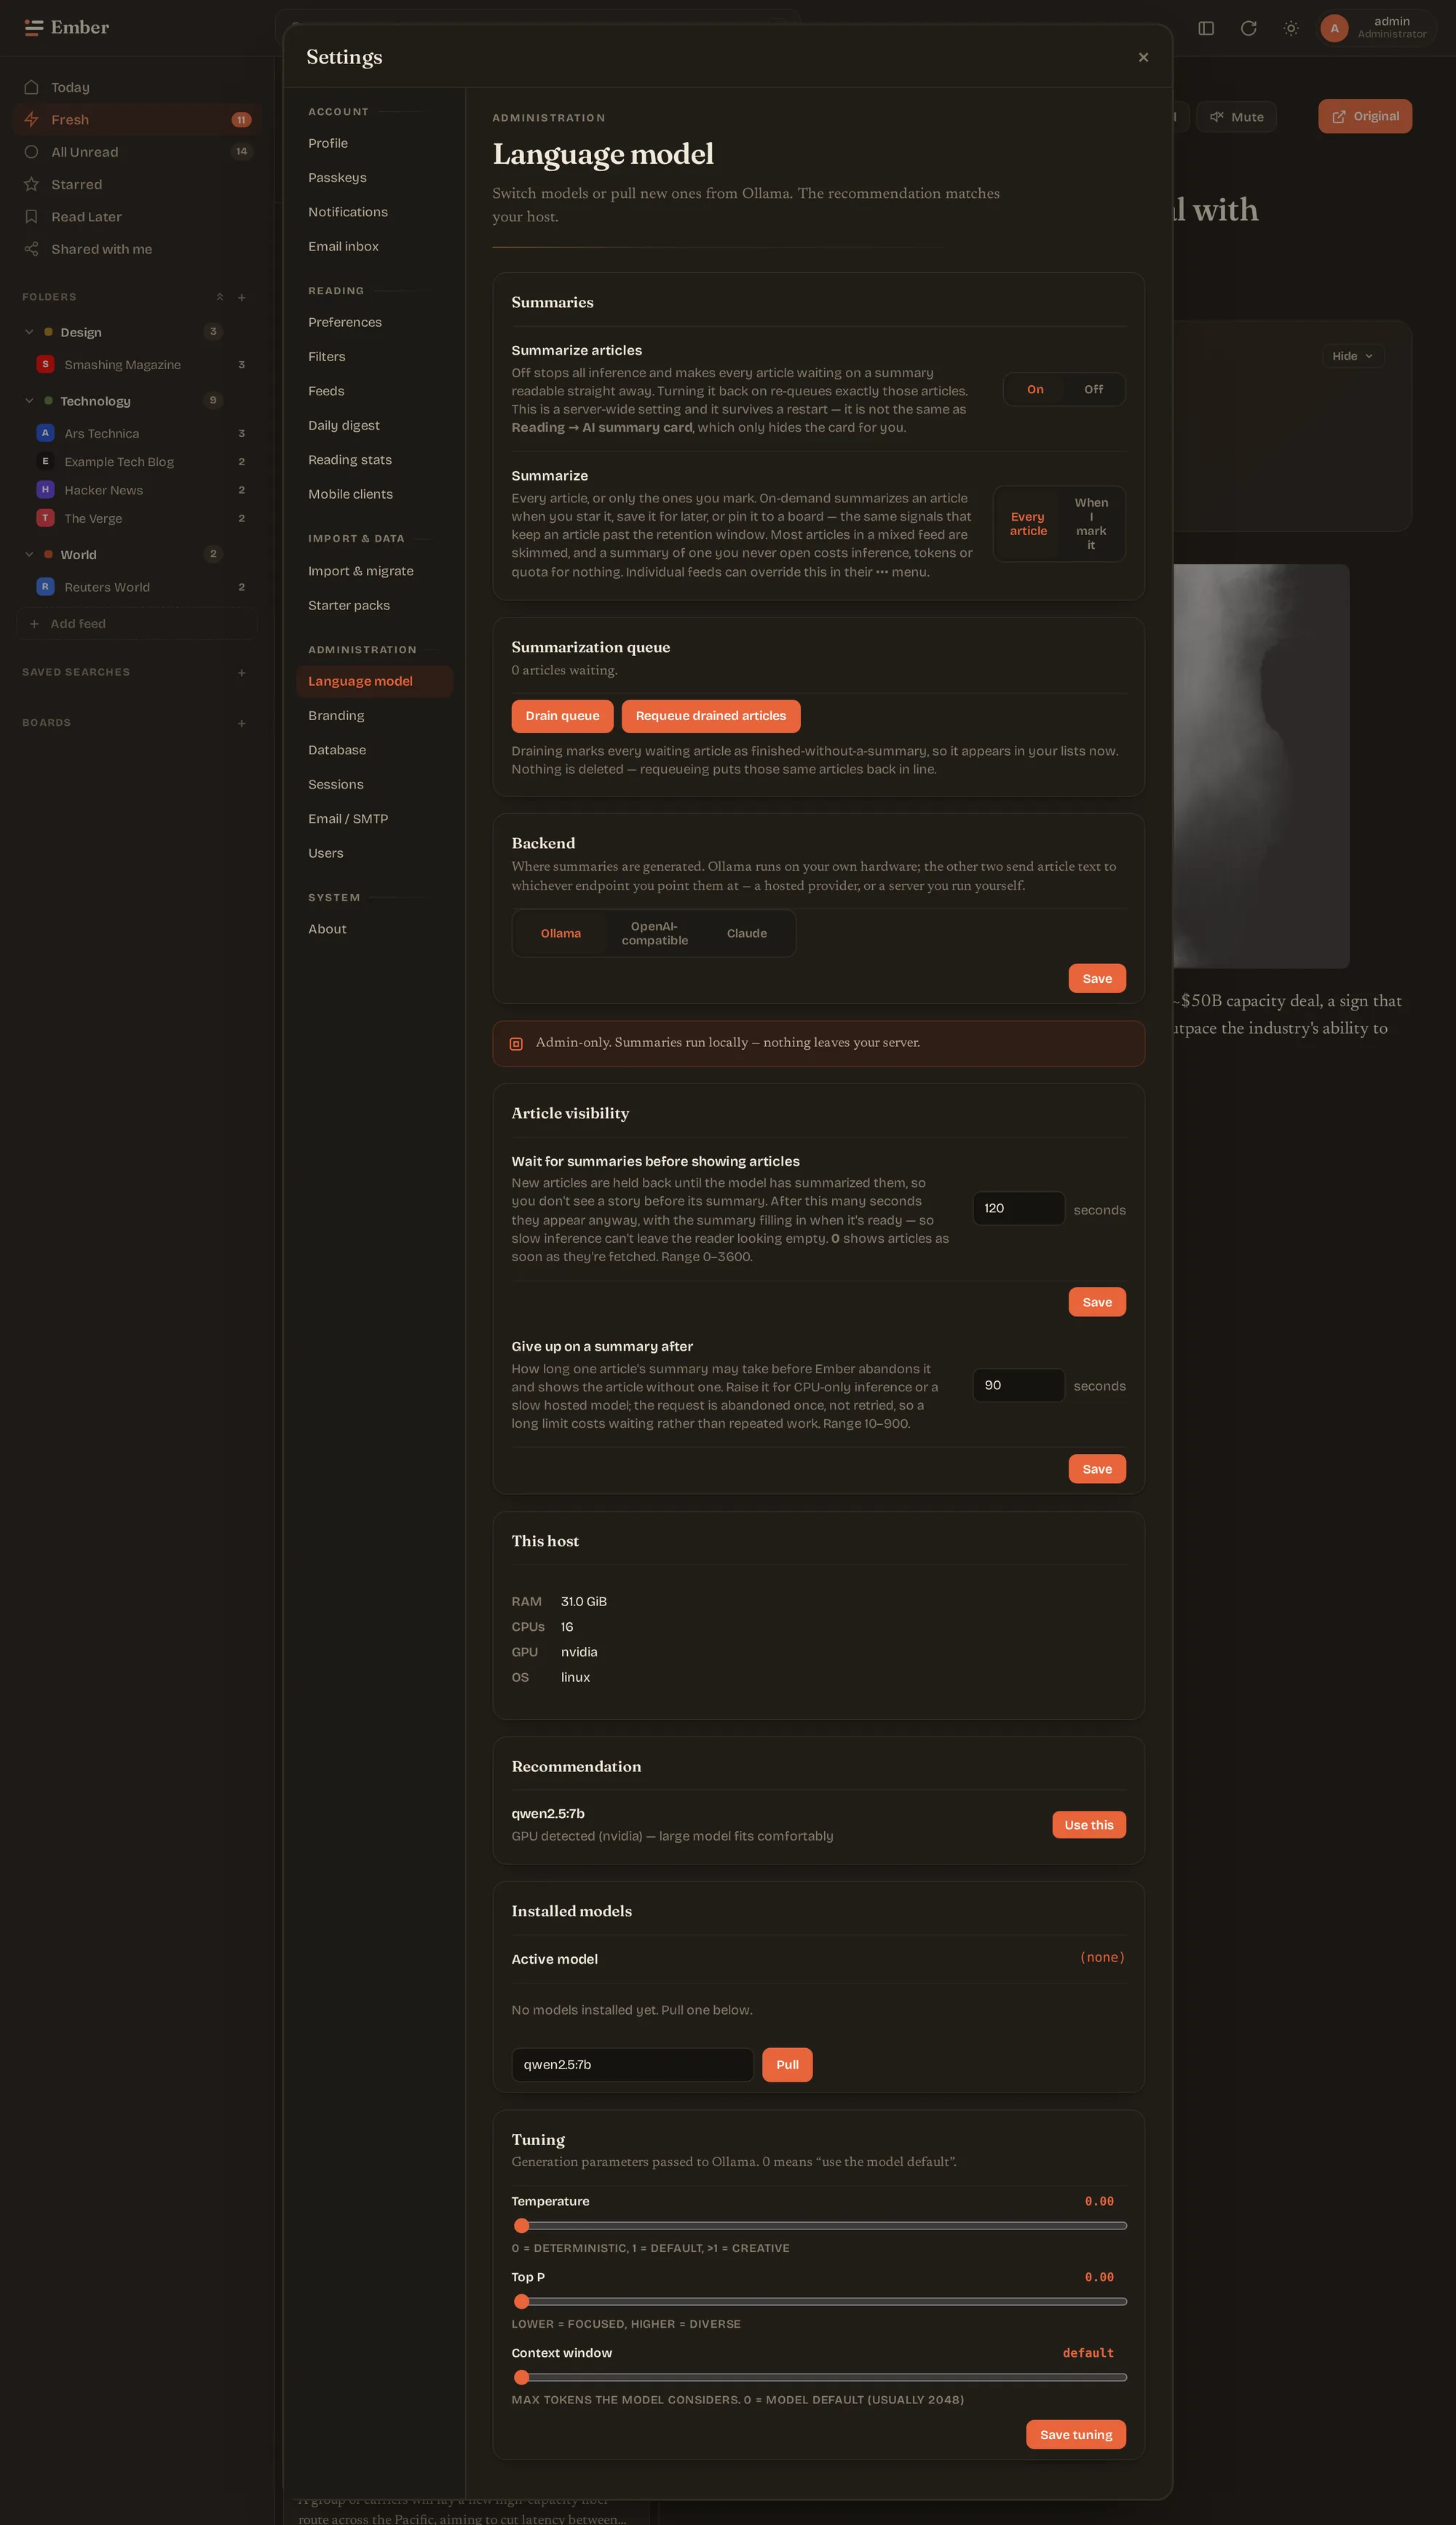 Ember
admin
Administrator
A
Today
Fresh 11
All Unread 14
Starred
Read Later
Shared with me
FOLDERS
Design 3
S Smashing Magazine 3
Technology 9
A Ars Technica 3
E Example Tech Blog 2
H Hacker News 2
T The Verge 2
World 2
R Reuters World 2
+ Add feed
SAVED SEARCHES +
BOARDS +
Settings
×
ACCOUNT
Profile
Passkeys
Notifications
Email inbox
READING
Preferences
Filters
Feeds
Daily digest
Reading stats
Mobile clients
IMPORT & DATA
Import & migrate
Starter packs
ADMINISTRATION
Language model
Branding
Database
Sessions
Email / SMTP
Users
SYSTEM
About
ADMINISTRATION
Language model
Switch models or pull new ones from Ollama. The recommendation matches
your host.
Summaries
Summarize articles
Off stops all inference and makes every article waiting on a summary
readable straight away. Turning it back on re-queues exactly those articles.
This is a server-wide setting and it survives a restart — it is not the same as
Reading → AI summary card, which only hides the card for you.
On Off
Summarize
Every article, or only the ones you mark. On-demand summarizes an article
when you star it, save it for later, or pin it to a board — the same signals that
keep an article past the retention window. Most articles in a mixed feed are
skimmed, and a summary of one you never open costs inference, tokens or
quota for nothing. Individual feeds can override this in their ••• menu.
Every
article
When
I
mark
it
Summarization queue
0 articles waiting.
Drain queue Requeue drained articles
Draining marks every waiting article as finished-without-a-summary, so it appears in your lists now.
Nothing is deleted — requeueing puts those same articles back in line.
Backend
Where summaries are generated. Ollama runs on your own hardware; the other two send article text to
whichever endpoint you point them at — a hosted provider, or a server you run yourself.
Ollama
OpenAI-
compatible
Claude
Save
Admin-only. Summaries run locally — nothing leaves your server.
Article visibility
Wait for summaries before showing articles
New articles are held back until the model has summarized them, so
you don't see a story before its summary. After this many seconds
they appear anyway, with the summary filling in when it's ready — so
slow inference can't leave the reader looking empty. 0 shows articles as
soon as they're fetched. Range 0–3600.
120 seconds
Save
Give up on a summary after
How long one article's summary may take before Ember abandons it
and shows the article without one. Raise it for CPU-only inference or a
slow hosted model; the request is abandoned once, not retried, so a
long limit costs waiting rather than repeated work. Range 10–900.
90 seconds
Save
This host
RAM 31.0 GiB
CPUs 16
GPU nvidia
OS linux
Recommendation
qwen2.5:7b
GPU detected (nvidia) — large model fits comfortably
Use this
Installed models
Active model (none)
No models installed yet. Pull one below.
qwen2.5:7b Pull
Tuning
Generation parameters passed to Ollama. 0 means “use the model default”.
Temperature 0.00
0 = DETERMINISTIC, 1 = DEFAULT, >1 = CREATIVE
Top P 0.00
LOWER = FOCUSED, HIGHER = DIVERSE
Context window default
MAX TOKENS THE MODEL CONSIDERS. 0 = MODEL DEFAULT (USUALLY 2048)
Save tuning
Mute
Original
with
Hide
~$50B capacity deal, a sign that
the industry's ability to
route across the Pacific, aiming to cut latency between...